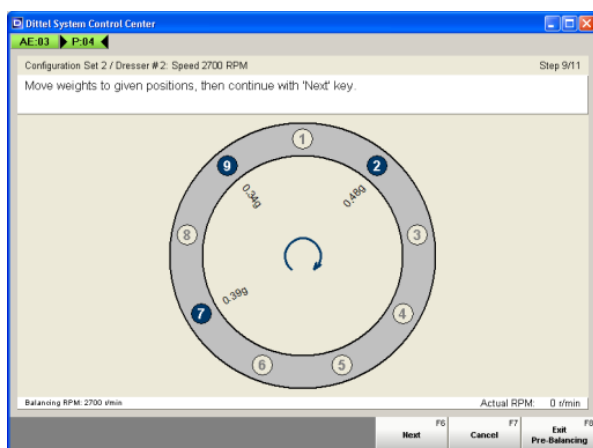 Dittel System Control Center
AE:03 P:04
Configuration Set 2 / Dresser #2: Speed 2700 RPM Step 9/11
Move weights to given positions, then continue with 'Next' key.
1
9 2
0.34g 0.48g
8 3
0.39g
7 4
6 5
Balancing RPM: 2700 r/min Actual RPM: 0 r/min
F6 F7 F8
Next Cancel Exit
Pre-Balancing